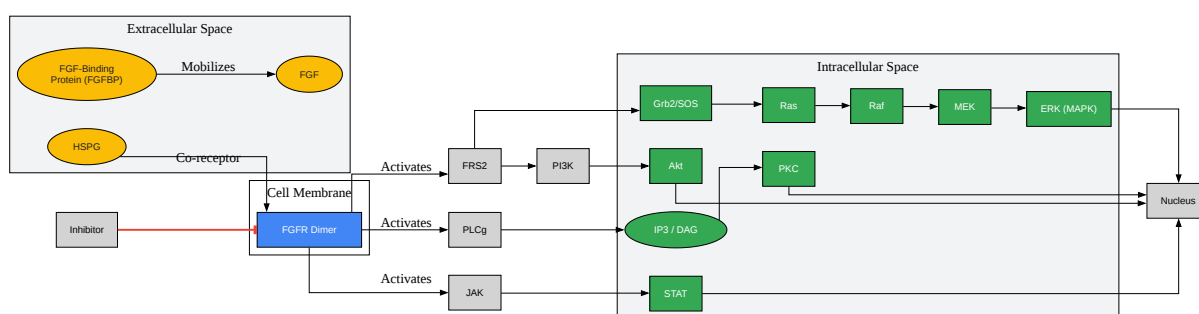 Extracellular Space
FGF-Binding
Protein (FGFBP)
Mobilizes
FGF
HSPG
Co-receptor
Cell Membrane
Inhibitor
FGFR Dimer
Activates
Activates
Activates
FRS2
PI3K
PLCg
JAK
Intracellular Space
Grb2/SOS
Ras
Raf
MEK
ERK (MAPK)
Akt
PKC
IP3 / DAG
STAT
Nucleus